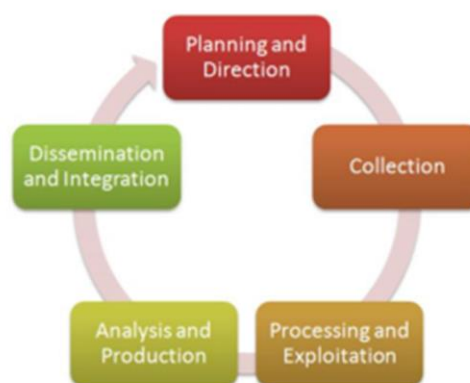 Planning and
Direction
Collection
Processing and
Exploitation
Analysis and
Production
Dissemination
and Integration